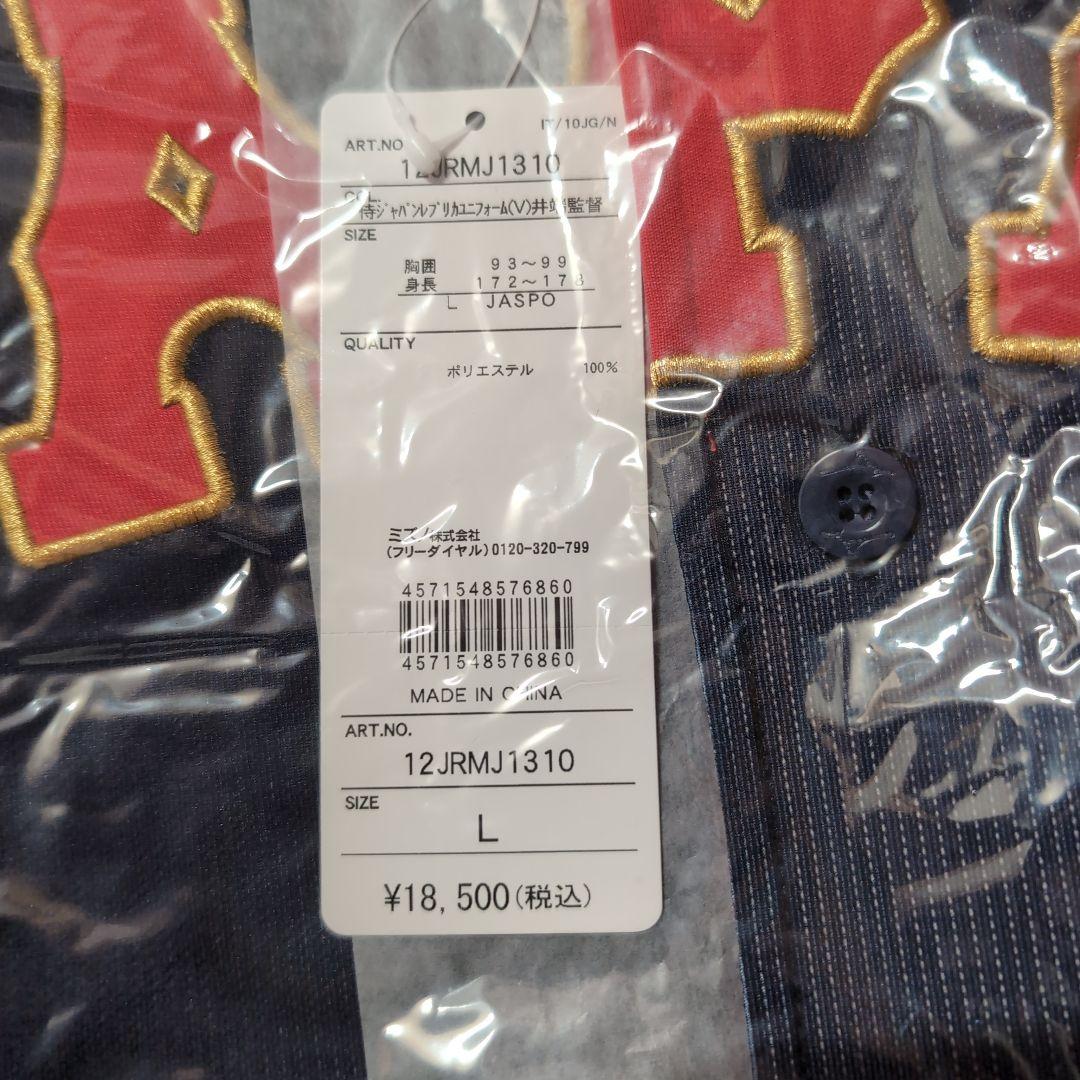 IT/10JG/N
ART.NO
12JRMJ1310
COL.
侍ジャパンレプリカユニフォーム(V)井端監督
SIZE
胸囲 93～99
身長 172～178
L JASPO
QUALITY
ポリエステル 100%
ミズノ株式会社
(フリーダイヤル)0120-320-799
4571548576860
4571548576860
MADE IN CHINA
ART.NO.
12JRMJ1310
SIZE
L
¥18,500(税込)